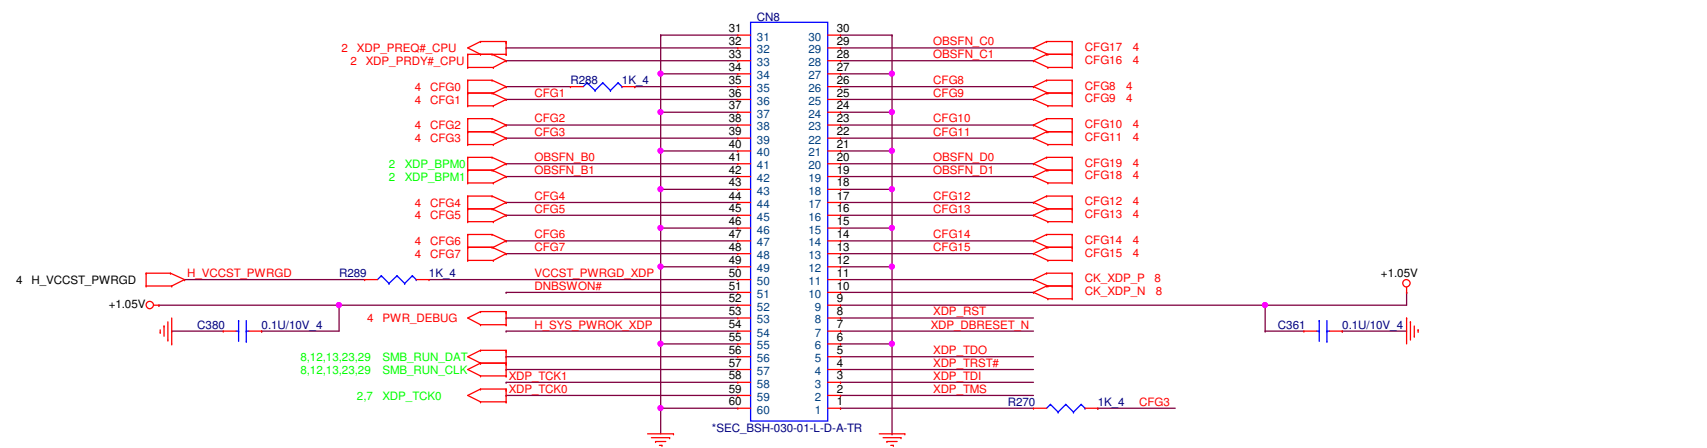 CN8
31 31 30 30
2 XDP_PREQ#_CPU 32 32 29 29 OBSFN_C0 CFG17 4
2 XDP_PRDY#_CPU 33 33 28 28 OBSFN_C1 CFG16 4
34 34 27 27
4 CFG0 R288 1K_4 35 35 26 26 CFG8 CFG8 4
4 CFG1 CFG1 36 36 25 25 CFG9 CFG9 4
37 37 24 24
4 CFG2 CFG2 38 38 23 23 CFG10 CFG10 4
4 CFG3 CFG3 39 39 22 22 CFG11 CFG11 4
40 40 21 21
2 XDP_BPM0 OBSFN_B0 41 41 20 20 OBSFN_D0 CFG19 4
2 XDP_BPM1 OBSFN_B1 42 42 19 19 OBSFN_D1 CFG18 4
43 43 18 18
4 CFG4 CFG4 44 44 17 17 CFG12 CFG12 4
4 CFG5 CFG5 45 45 16 16 CFG13 CFG13 4
46 46 15 15
4 CFG6 CFG6 47 47 14 14 CFG14 CFG14 4
4 CFG7 CFG7 48 48 13 13 CFG15 CFG15 4
49 49 12 12
4 H_VCCST_PWRGD H_VCCST_PWRGD R289 1K_4 VCCST_PWRGD_XDP 50 50 11 11 CK_XDP_P 8
DNBSWON# 51 51 10 10 CK_XDP_N 8
+1.05V 52 52 9 9 +1.05V
4 PWR_DEBUG 53 53 8 8 XDP_RST
C380 0.1U/10V_4 H_SYS_PWROK_XDP 54 54 7 7 XDP_DBRESET_N C361 0.1U/10V_4
55 55 6 6
8,12,13,23,29 SMB_RUN_DAT 56 56 5 5 XDP_TDO
8,12,13,23,29 SMB_RUN_CLK 57 57 4 4 XDP_TRST#
XDP_TCK1 58 58 3 3 XDP_TDI
2,7 XDP_TCK0 XDP_TCK0 59 59 2 2 XDP_TMS
60 60 1 1 R270 1K_4 CFG3
*SEC_BSH-030-01-L-D-A-TR